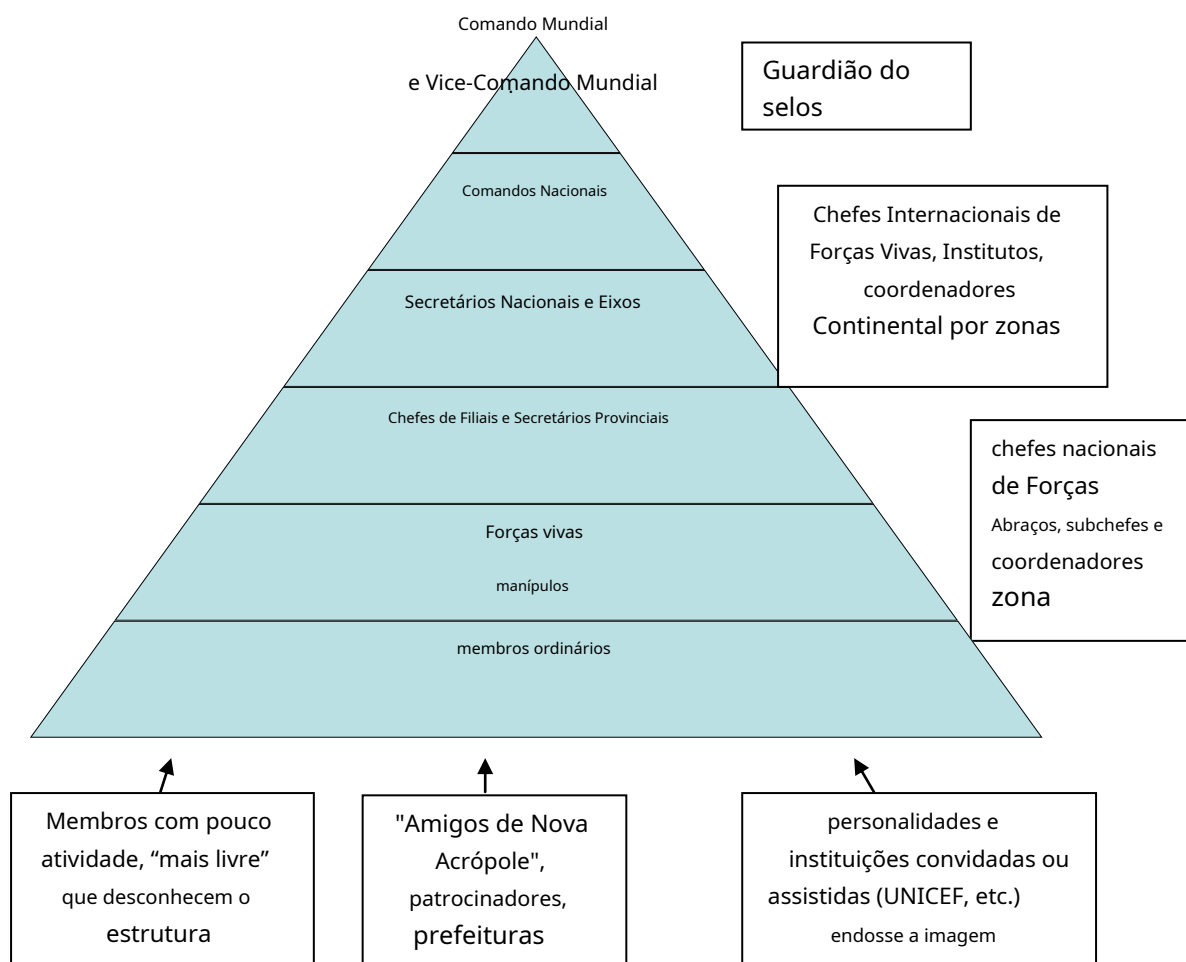 Comando Mundial
e Vice-Comando Mundial
Guardião do
selos
Comandos Nacionais
Chefes Internacionais de
Forças Vivas, Institutos,
coordenadores
Continental por zonas
Secretários Nacionais e Eixos
Chefes de Filiais e Secretários Provinciais
chefes nacionais
de Forças
Abraços, subchefes e
coordenadores
zona
Forças vivas
manípulos
membros ordinários
Membros com pouco
atividade, “mais livre”
que desconhecem o
estrutura
"Amigos de Nova
Acrópole",
patrocinadores,
prefeituras
personalidades e
instituições convidadas ou
assistidas (UNICEF, etc.)
endosse a imagem